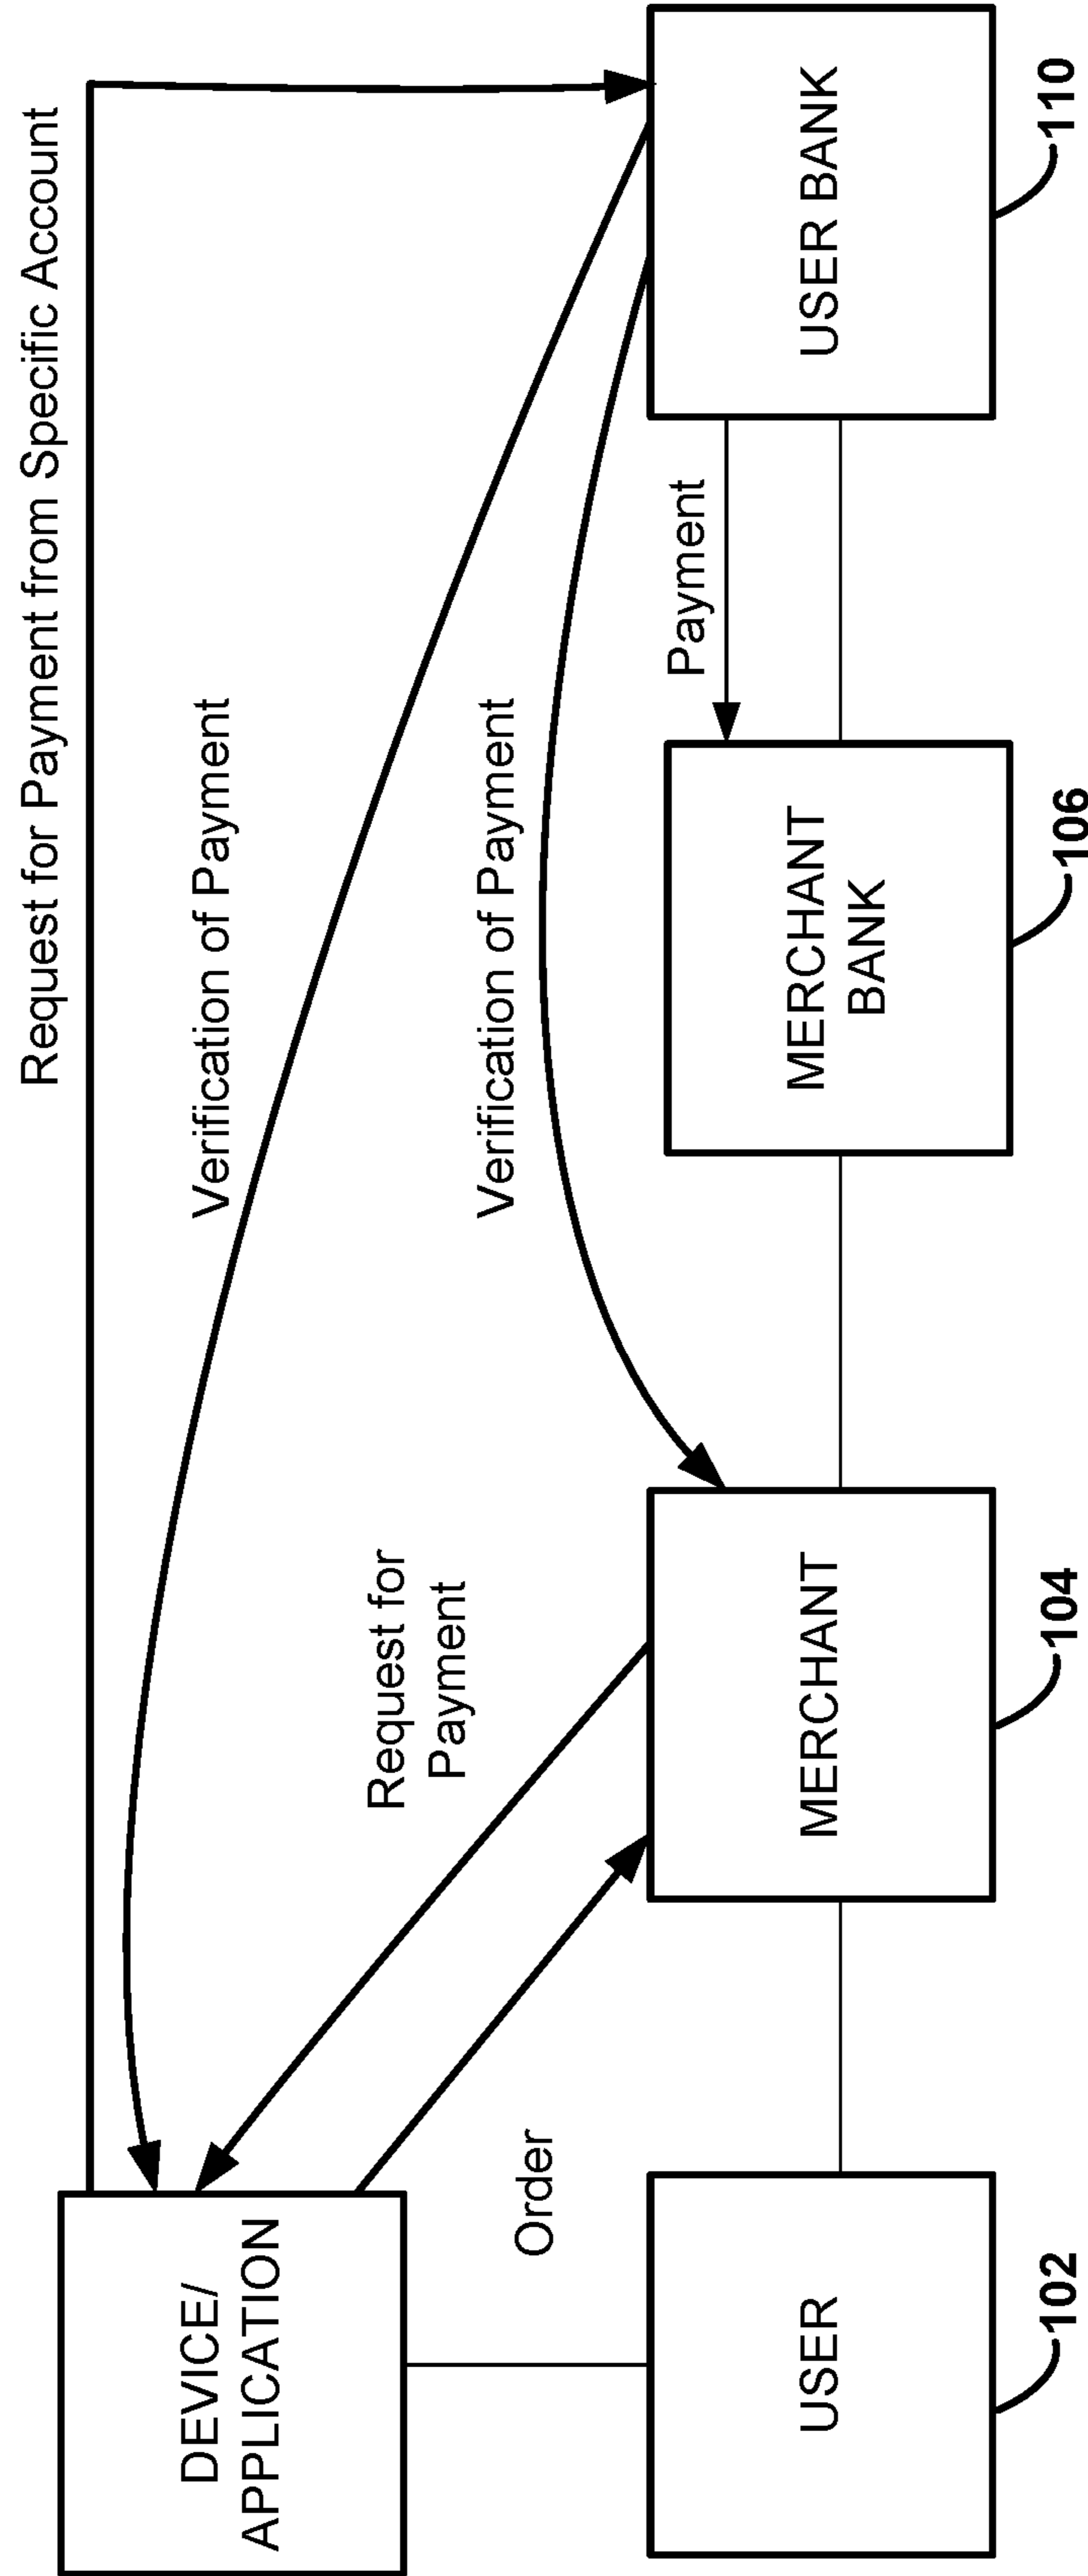 Request for Payment from Specific Account
DEVICE/
APPLICATION
Verification of Payment
Request for
Payment
Verification of Payment
Order
Payment
USER
MERCHANT
MERCHANT
BANK
USER BANK
102
104
106
110